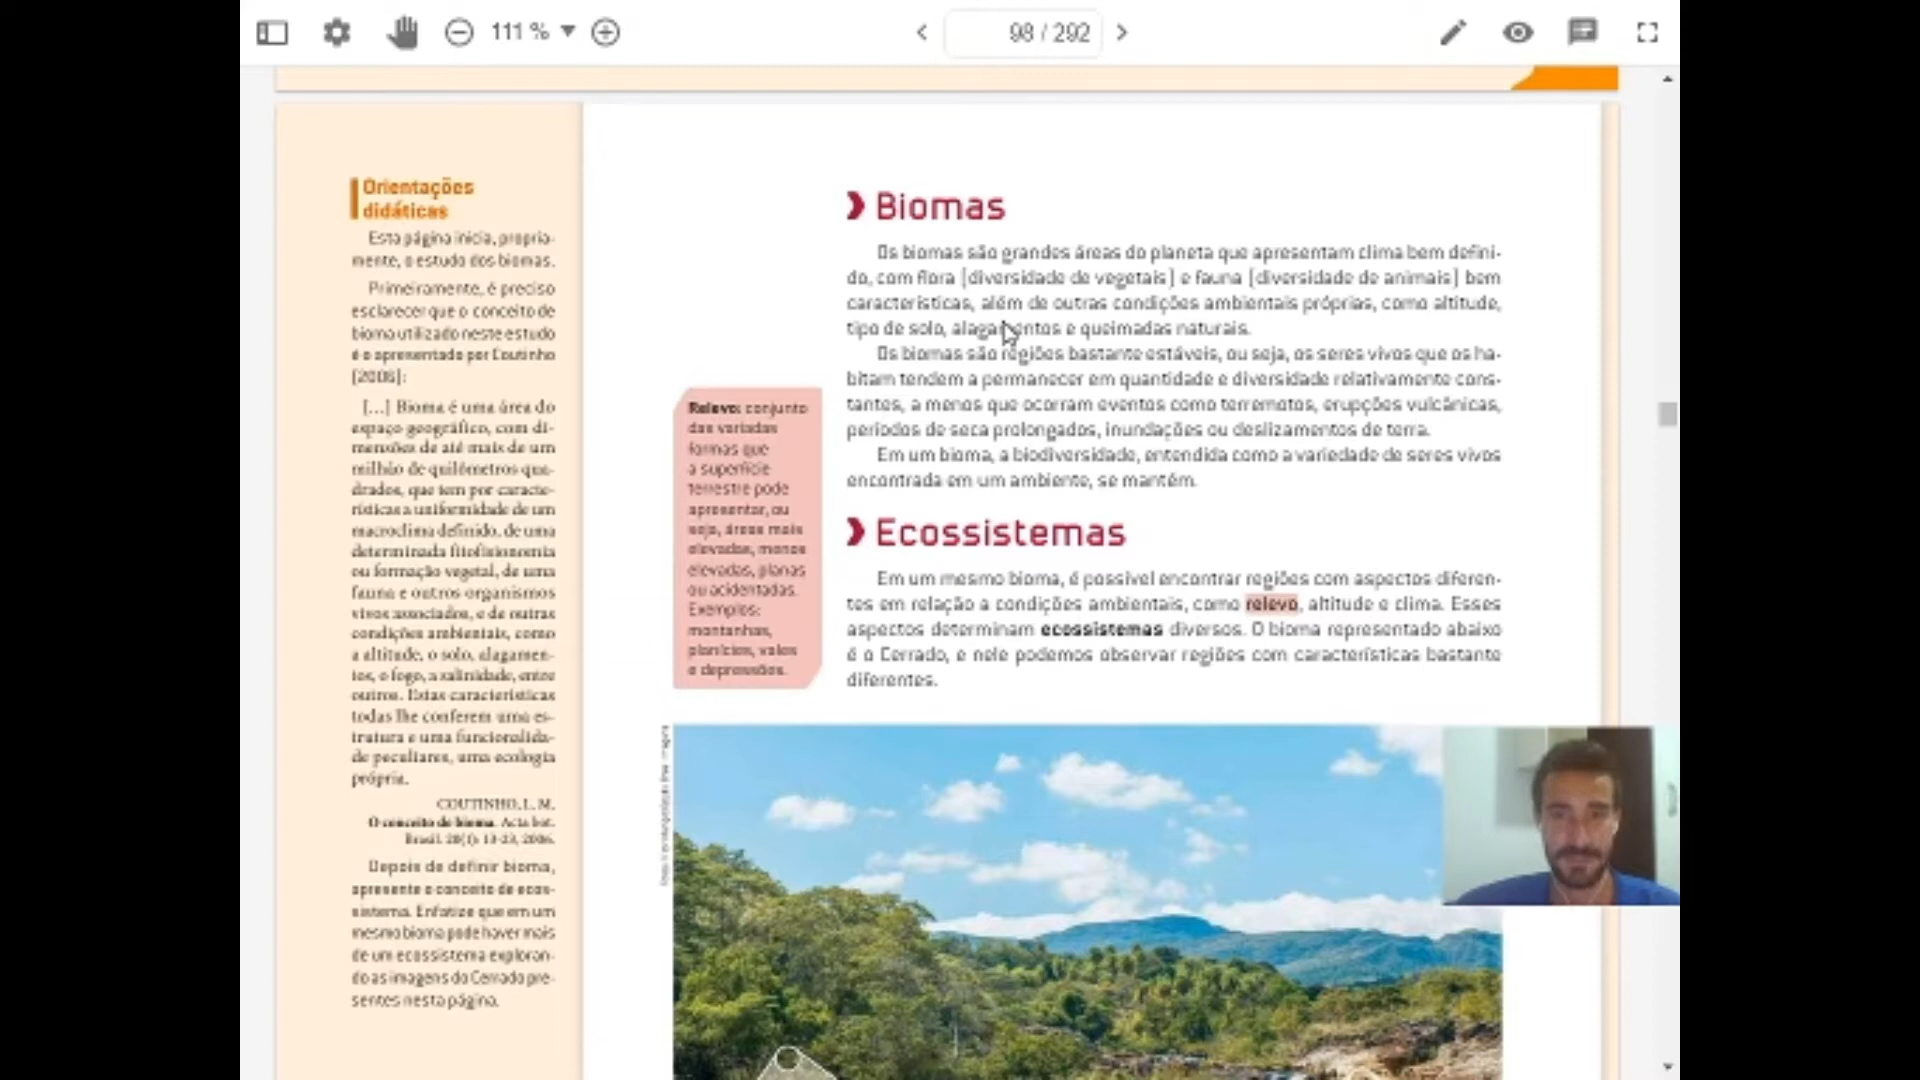 111 %
98 / 292
Orientações
didáticas
Esta página inicia, propria-
mente, o estudo dos biomas.
Primeiramente, é preciso
esclarecer que o conceito de
bioma utilizado neste estudo
é o apresentado por Coutinho
[2006]:
[...] Bioma é uma área do
espaço geográfico, com di-
mensões de até mais de um
milhão de quilômetros qua-
drados, que tem por caracte-
rísticas a uniformidade de um
macroclima definido, de uma
determinada fitofisionomia
ou formação vegetal, de uma
fauna e outros organismos
vivos associados, e de outras
condições ambientais, como
a altitude, o solo, alagamen-
tos, o fogo, a salinidade, entre
outros. Estas características
todas lhe conferem uma es-
trutura e uma funcionalida-
de peculiares, uma ecologia
própria.
COUTINHO, L. M.
O conceito de bioma. Acta bot.
Brasil. 20(1): 13-23, 2006.
Depois de definir bioma,
apresente o conceito de ecos-
sistema. Enfatize que em um
mesmo bioma pode haver mais
de um ecossistema exploran-
do as imagens do Cerrado pre-
sentes nesta página.
Relevo: conjunto
das variadas
formas que
a superfície
terrestre pode
apresentar, ou
seja, áreas mais
elevadas, menos
elevadas, planas
ou acidentadas.
Exemplos:
montanhas,
planícies, vales
e depressões.
Biomas
Os biomas são grandes áreas do planeta que apresentam clima bem defini-
do, com flora [diversidade de vegetais] e fauna [diversidade de animais] bem
características, além de outras condições ambientais próprias, como altitude,
tipo de solo, alagamentos e queimadas naturais.
Os biomas são regiões bastante estáveis, ou seja, os seres vivos que os ha-
bitam tendem a permanecer em quantidade e diversidade relativamente cons-
tantes, a menos que ocorram eventos como terremotos, erupções vulcânicas,
períodos de seca prolongados, inundações ou deslizamentos de terra.
Em um bioma, a biodiversidade, entendida como a variedade de seres vivos
encontrada em um ambiente, se mantém.
Ecossistemas
Em um mesmo bioma, é possível encontrar regiões com aspectos diferen-
tes em relação a condições ambientais, como relevo, altitude e clima. Esses
aspectos determinam ecossistemas diversos. O bioma representado abaixo
é o Cerrado, e nele podemos observar regiões com características bastante
diferentes.